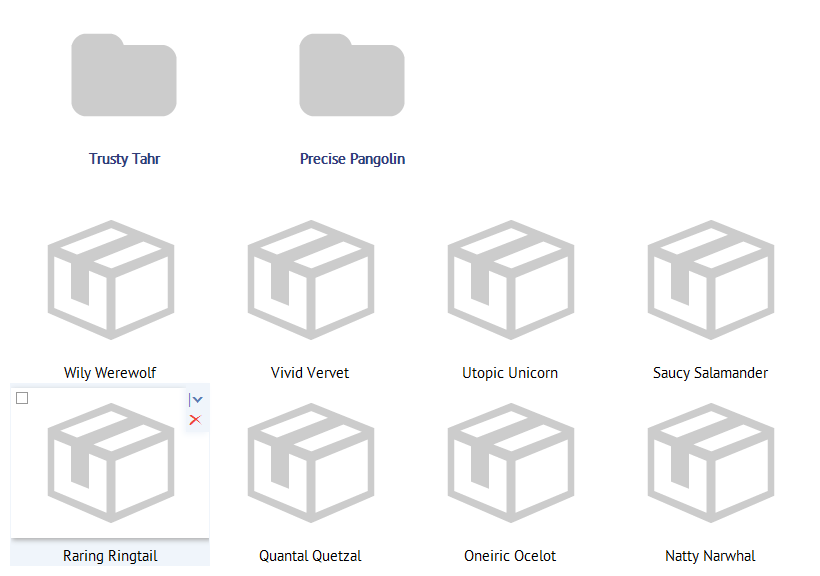 Trusty Tahr
Precise Pangolin
Wily Werewolf
Vivid Vervet
Utopic Unicorn
Saucy Salamander
Raring Ringtail
Quantal Quetzal
Oneiric Ocelot
Natty Narwhal